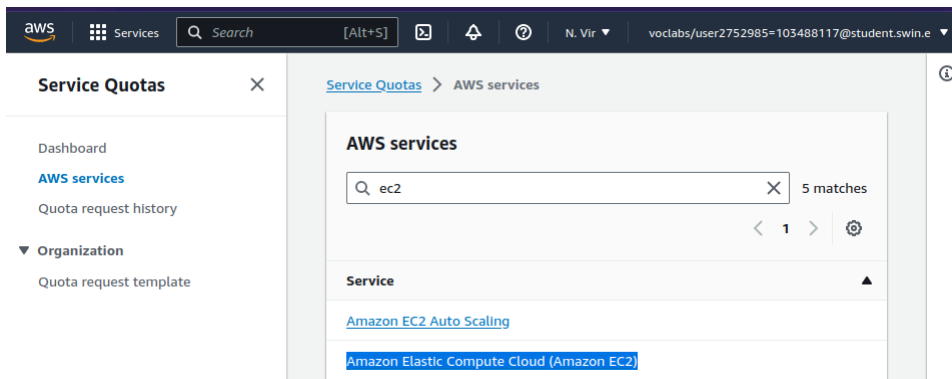 aws Services Search [Alt+S] N. Vir voclabs/user2752985=103488117@student.swin.e
Service Quotas
Dashboard
AWS services
Quota request history
Organization
Quota request template
Service Quotas > AWS services
AWS services
ec2 5 matches
< 1 >
Service
Amazon EC2 Auto Scaling
Amazon Elastic Compute Cloud (Amazon EC2)